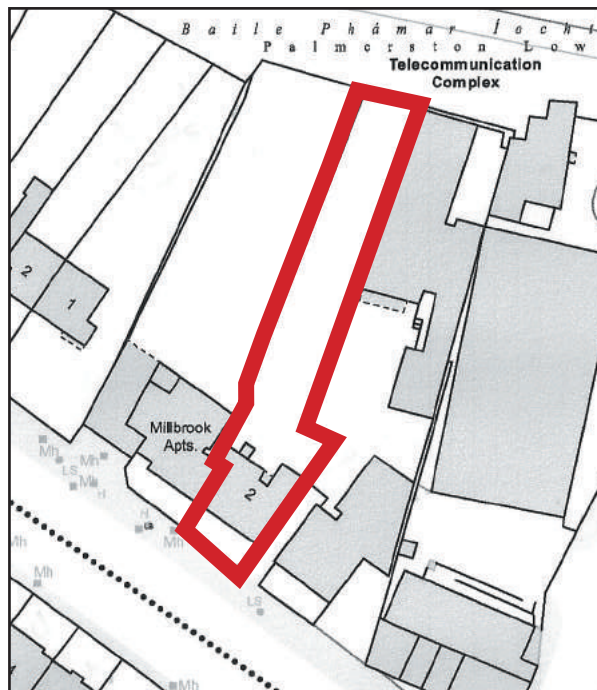 Baile Phámar Íocht
Palmerston Low
Telecommunication
Complex
2
1
Millbrook
Apts.
2
Mh
LS
Mh
Mh
H
H
Mh
Mh
Mh
LS
Mh